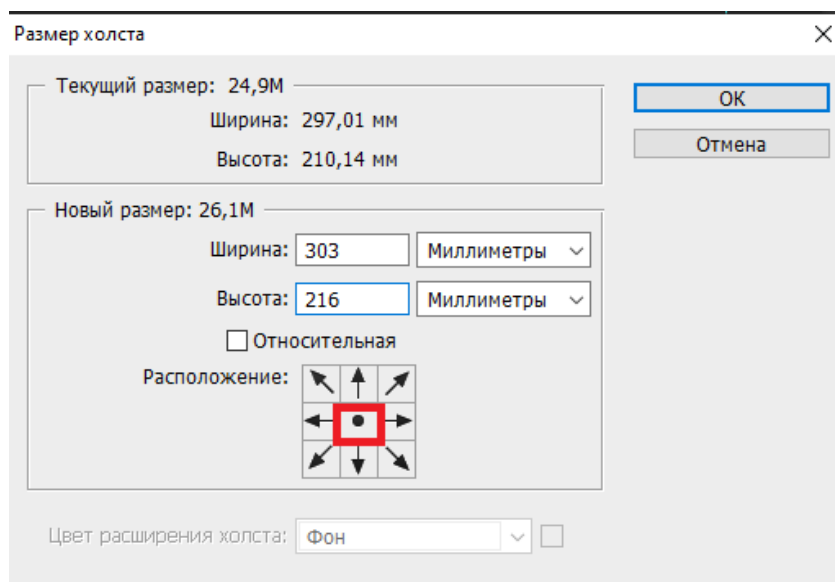 Размер холста
Текущий размер: 24,9M
Ширина: 297,01 мм
Высота: 210,14 мм
ОК
Отмена
Новый размер: 26,1M
Ширина: 303 Миллиметры
Высота: 216 Миллиметры
Относительная
Расположение:
Цвет расширения холста: Фон